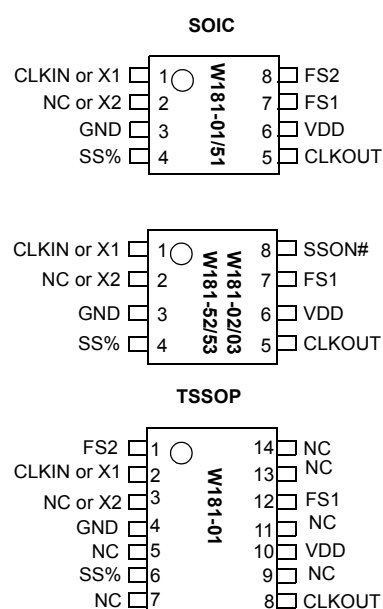 SOIC
CLKIN or X1 1 8 FS2
NC or X2 2 7 FS1
GND 3 6 VDD
SS% 4 5 CLKOUT
W181-01/51
CLKIN or X1 1 8 SSON#
NC or X2 2 7 FS1
GND 3 6 VDD
SS% 4 5 CLKOUT
W181-02/03
W181-52/53
TSSOP
FS2 1 14 NC
CLKIN or X1 2 13 NC
NC or X2 3 12 FS1
GND 4 11 NC
NC 5 10 VDD
SS% 6 9 NC
NC 7 8 CLKOUT
W181-01